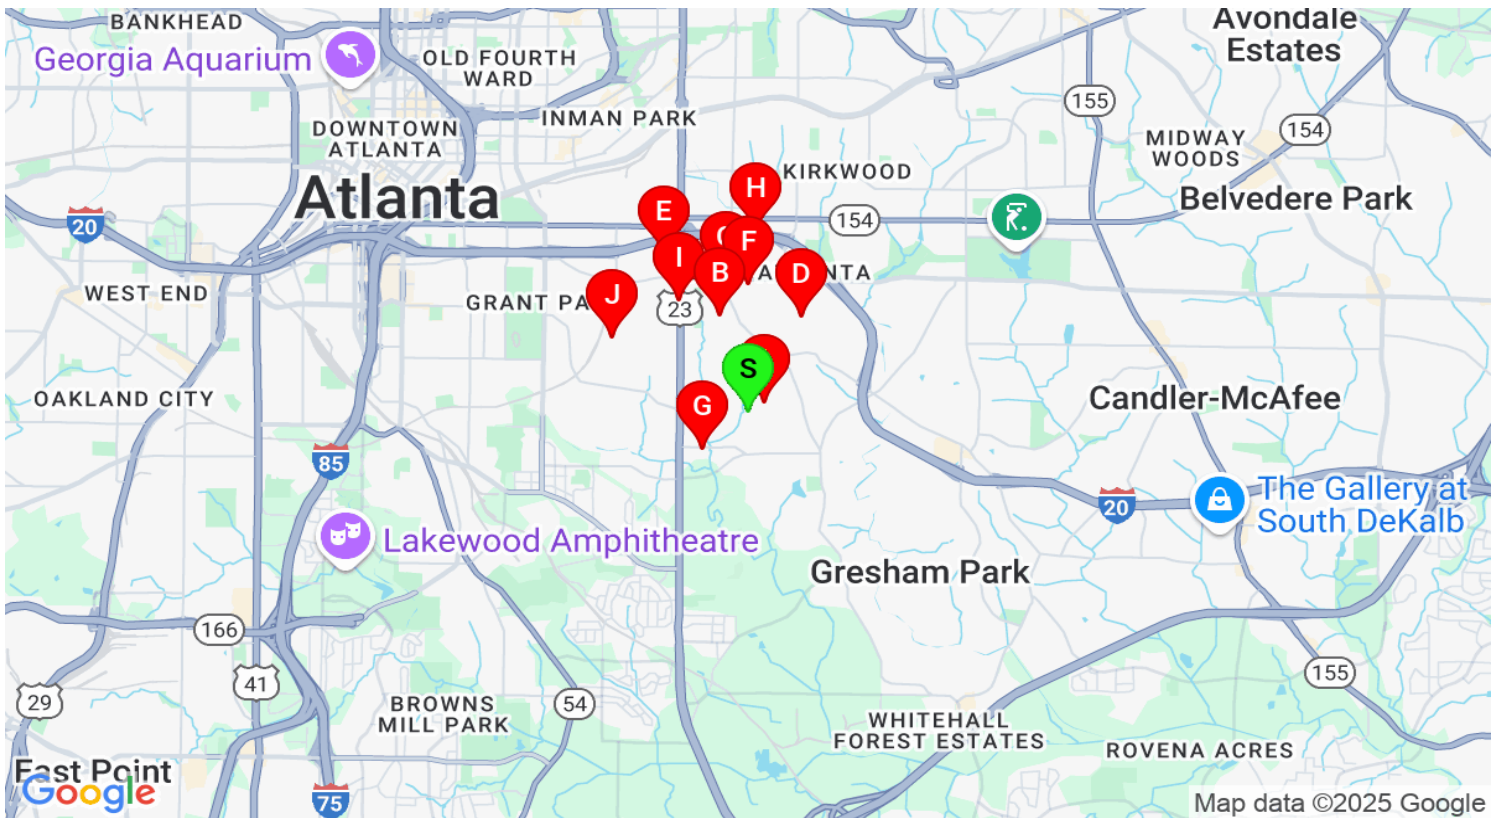 BANKHEAD
Georgia Aquarium
OLD FOURTH
WARD
Avondale
Estates
155
INMAN PARK
DOWNTOWN
ATLANTA
154
MIDWAY
WOODS
Atlanta
KIRKWOOD
H
Belvedere Park
E
154
20
F
I
B
A
NTA
D
WEST END
GRANT PA
J
23
S
OAKLAND CITY
G
Candler-McAfee
85
20
The Gallery at
South DeKalb
Lakewood Amphitheatre
Gresham Park
166
41
155
29
BROWNS
MILL PARK
54
WHITEHALL
FOREST ESTATES
ROVENA ACRES
East Point
Google
75
Map data ©2025 Google